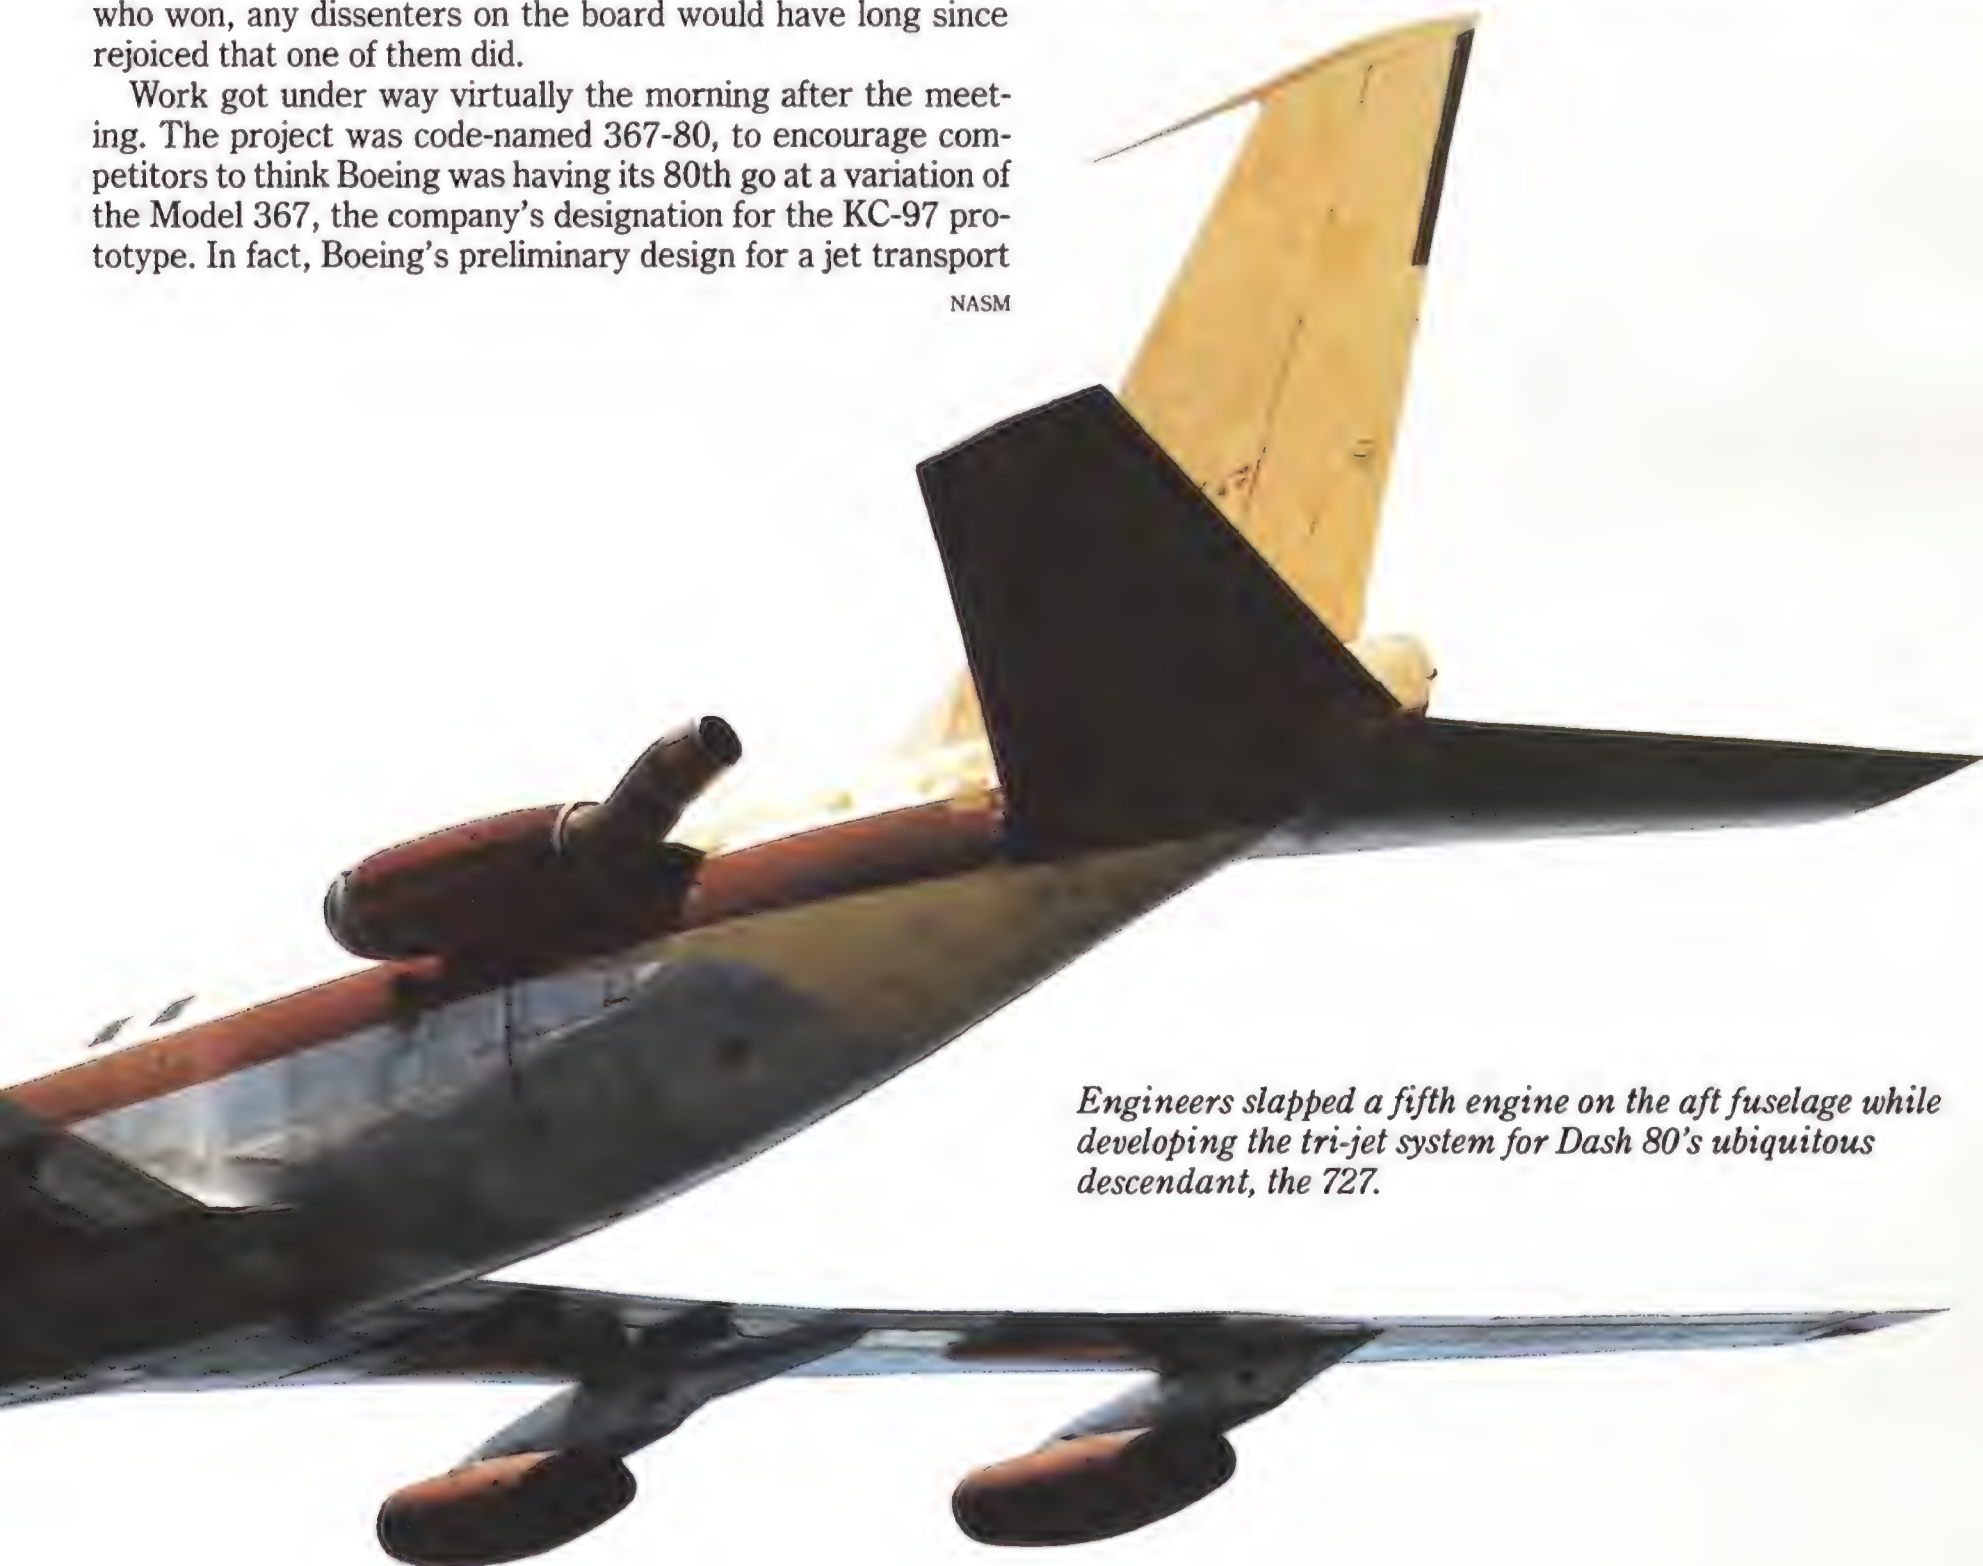 who won, any dissenters on the board would have long since
rejoiced that one of them did.
Work got under way virtually the morning after the meet-
ing. The project was code-named 367-80, to encourage com-
petitors to think Boeing was having its 80th go at a variation of
the Model 367, the company's designation for the KC-97 pro-
totype. In fact, Boeing's preliminary design for a jet transport
NASM
Engineers slapped a fifth engine on the aft fuselage while
developing the tri-jet system for Dash 80's ubiquitous
descendant, the 727.